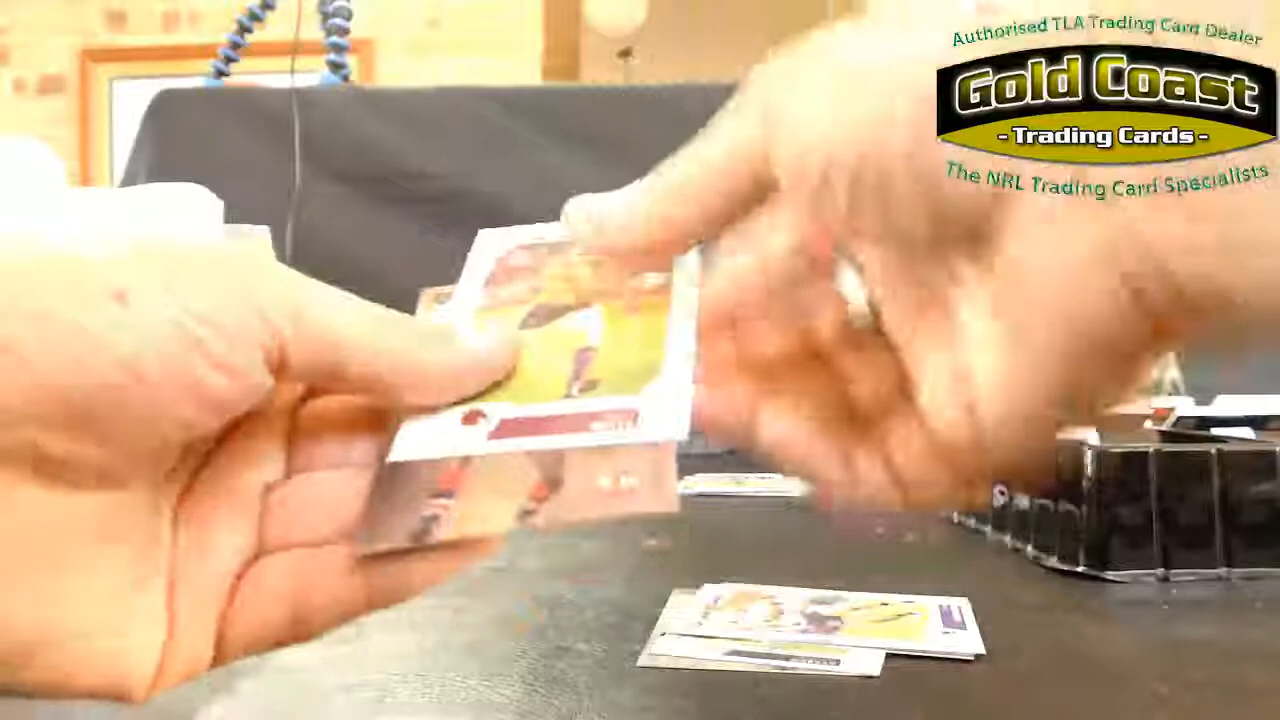 Authorised TLA Trading Card Dealer
Gold Coast
- Trading Cards -
The NRL Trading Card Specialists